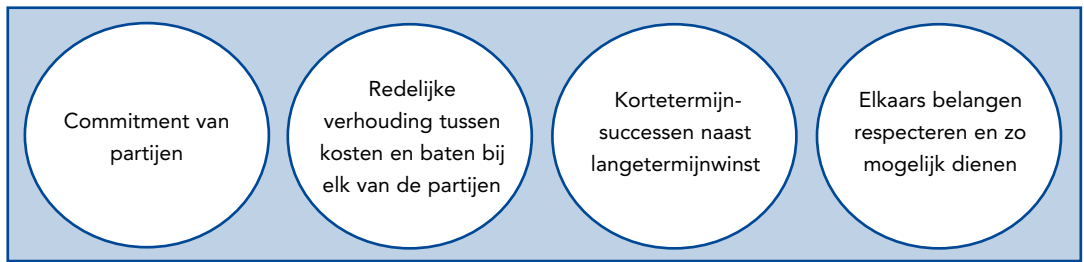 Commitment van
partijen
Redelijke
verhouding tussen
kosten en baten bij
elk van de partijen
Kortetermijn-
successen naast
langetermijnwinst
Elkaars belangen
respecteren en zo
mogelijk dienen